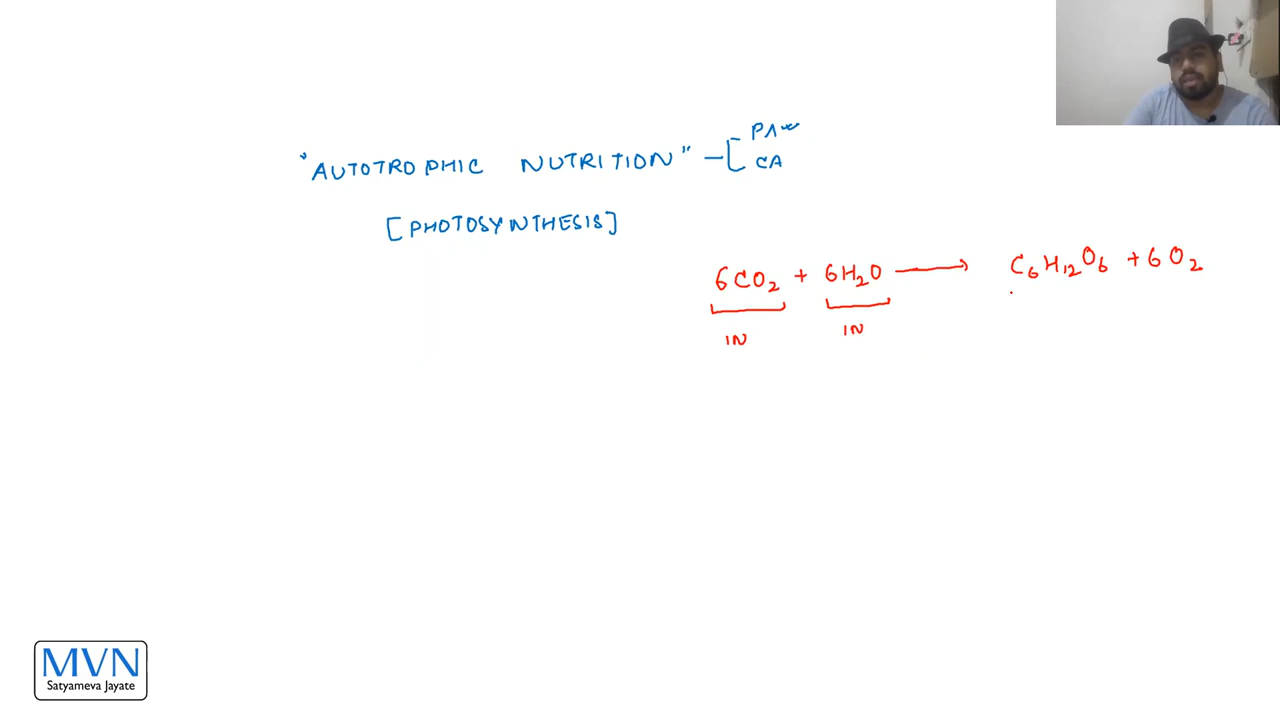 "AUTOTROPHIC NUTRITION" — [ PA
CA
[PHOTOSYNTHESIS]
6CO₂ + 6H₂O ⟶ C₆H₁₂O₆ + 6O₂
IN IN
MVN
Satyameva Jayate